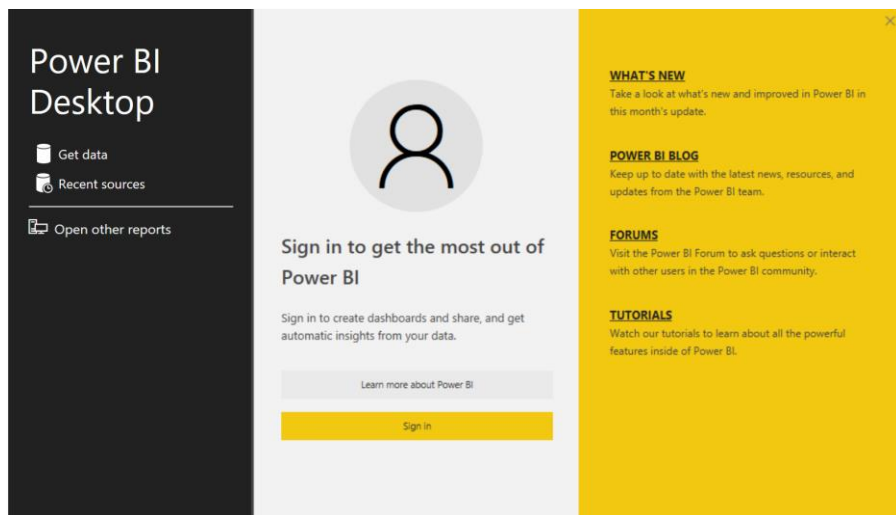 Power BI
Desktop
Get data
Recent sources
Open other reports
Sign in to get the most out of
Power BI
Sign in to create dashboards and share, and get
automatic insights from your data.
Learn more about Power BI
Sign in
WHAT'S NEW
Take a look at what's new and improved in Power BI in
this month's update.
POWER BI BLOG
Keep up to date with the latest news, resources, and
updates from the Power BI team.
FORUMS
Visit the Power BI Forum to ask questions or interact
with other users in the Power BI community.
TUTORIALS
Watch our tutorials to learn about all the powerful
features inside of Power BI.